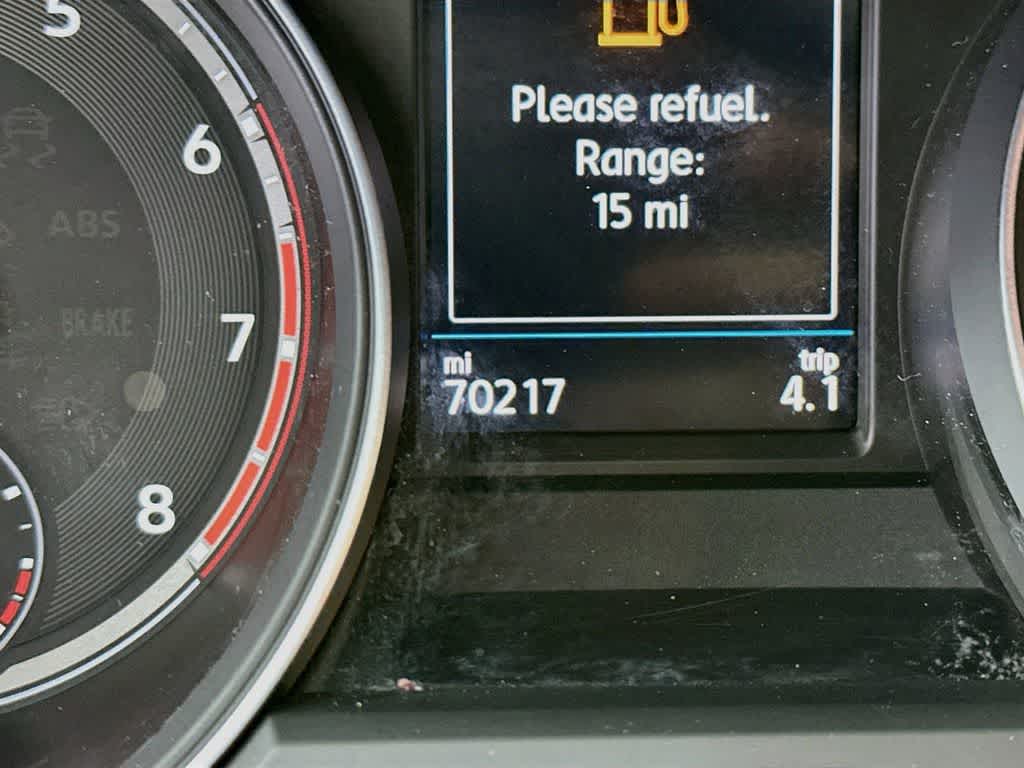 5
6
ABS
BRAKE
7
8
Please refuel.
Range:
15 mi
mi
trip
70217
4.1